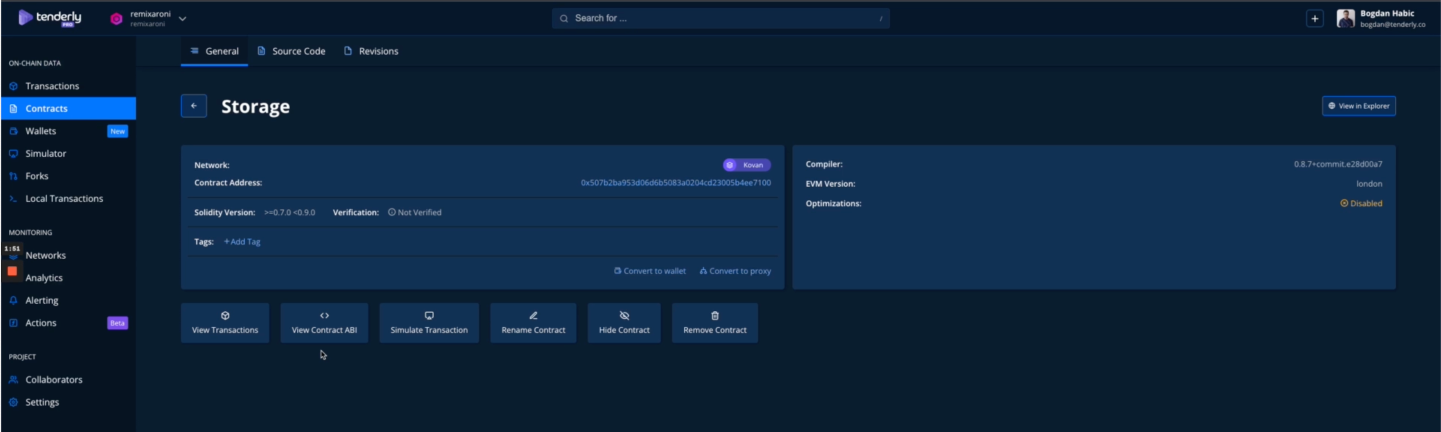 tenderly
PRO
remixaroni
remixaroni
Search for ...
/
+
Bogdan Habic
bogdan@tenderly.co
General
Source Code
Revisions
ON-CHAIN DATA
Transactions
Contracts
Wallets
New
Simulator
Forks
Local Transactions
MONITORING
1:51
Networks
Analytics
Alerting
Actions
Beta
PROJECT
Collaborators
Settings
Storage
View in Explorer
Network:
Kovan
Contract Address:
0x507b2ba953d06d6b5083a0204cd23005b4ee7100
Solidity Version: >=0.7.0 <0.9.0 Verification: Not Verified
Tags: +Add Tag
Convert to wallet
Convert to proxy
Compiler:
0.8.7+commit.e28d00a7
EVM Version:
london
Optimizations:
Disabled
View Transactions
View Contract ABI
Simulate Transaction
Rename Contract
Hide Contract
Remove Contract